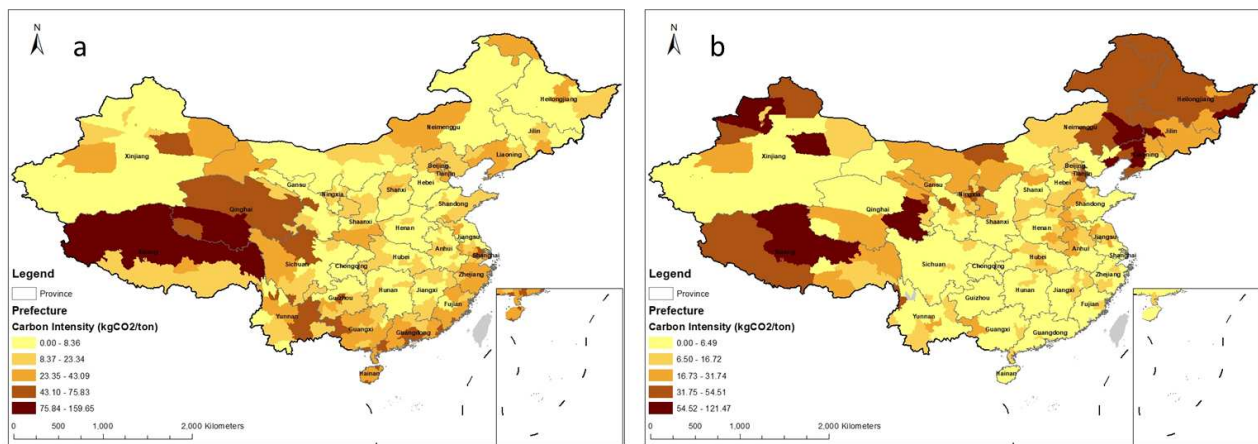 N
a
Heilongjiang
Neimenggu
Jilin
Xinjiang
Liaoning
Beijing
Tianjin
Gansu
Hebei
Ningxia
Shanxi
Qinghai
Shandong
Shaanxi
Henan
Jiangsu
Anhui
Shanghai
Sichuan
Hubei
Chengqing
Zhejiang
Hunan
Jiangxi
Guizhou
Fujian
Yunnan
Guangxi
Guangdong
Hainan
Legend
Province
Prefecture
Carbon Intensity (kgCO2/ton)
0.00 - 8.36
8.37 - 23.34
23.35 - 43.09
43.10 - 75.83
75.84 - 159.65
0 500 1,000 2,000 Kilometers
N
b
Heilongjiang
Neimenggu
Jilin
Xinjiang
Beijing
Tianjin
Gansu
Hebei
Ningxia
Shanxi
Qinghai
Shandong
Shaanxi
Henan
Jiangsu
Anhui
Shanghai
Sichuan
Hubei
Chengqing
Zhejiang
Hunan
Jiangxi
Guizhou
Fujian
Yunnan
Guangxi
Guangdong
Hainan
Legend
Province
Prefecture
Carbon Intensity (kgCO2/ton)
0.00 - 6.49
6.50 - 16.72
16.73 - 31.74
31.75 - 54.51
54.52 - 121.47
0 500 1,000 2,000 Kilometers